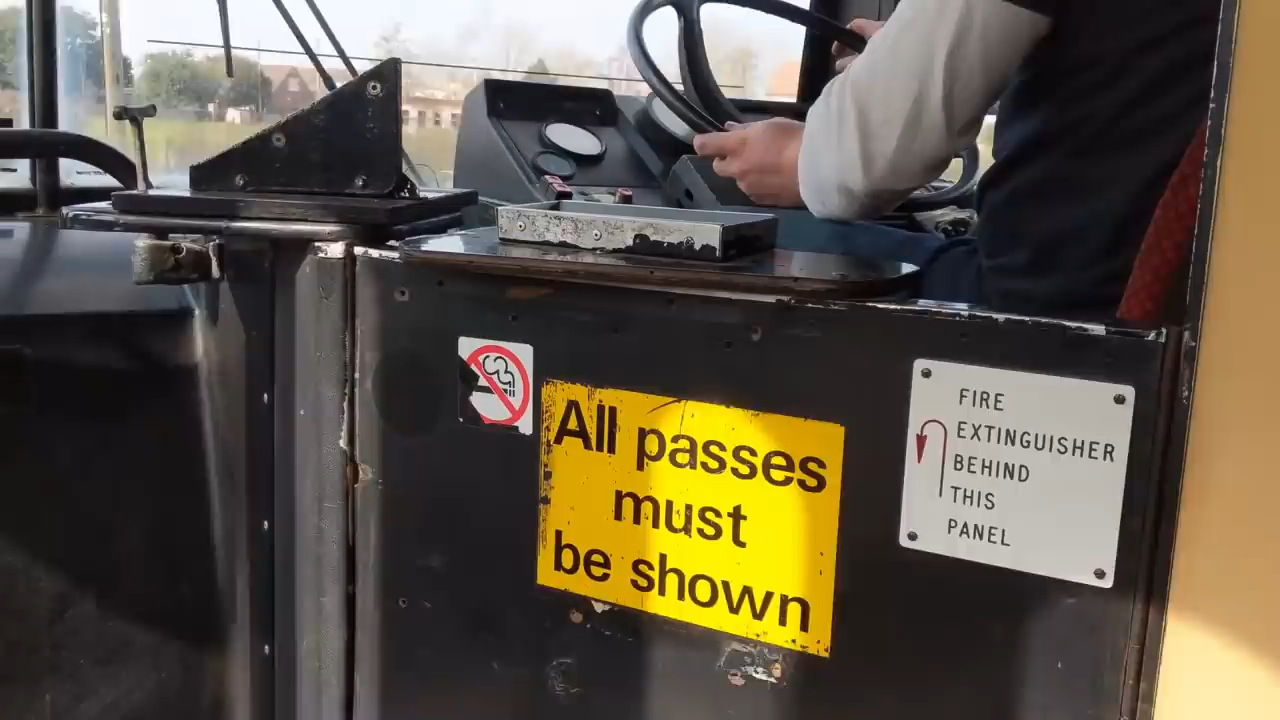 All passes
must
be shown
FIRE
EXTINGUISHER
BEHIND
THIS
PANEL